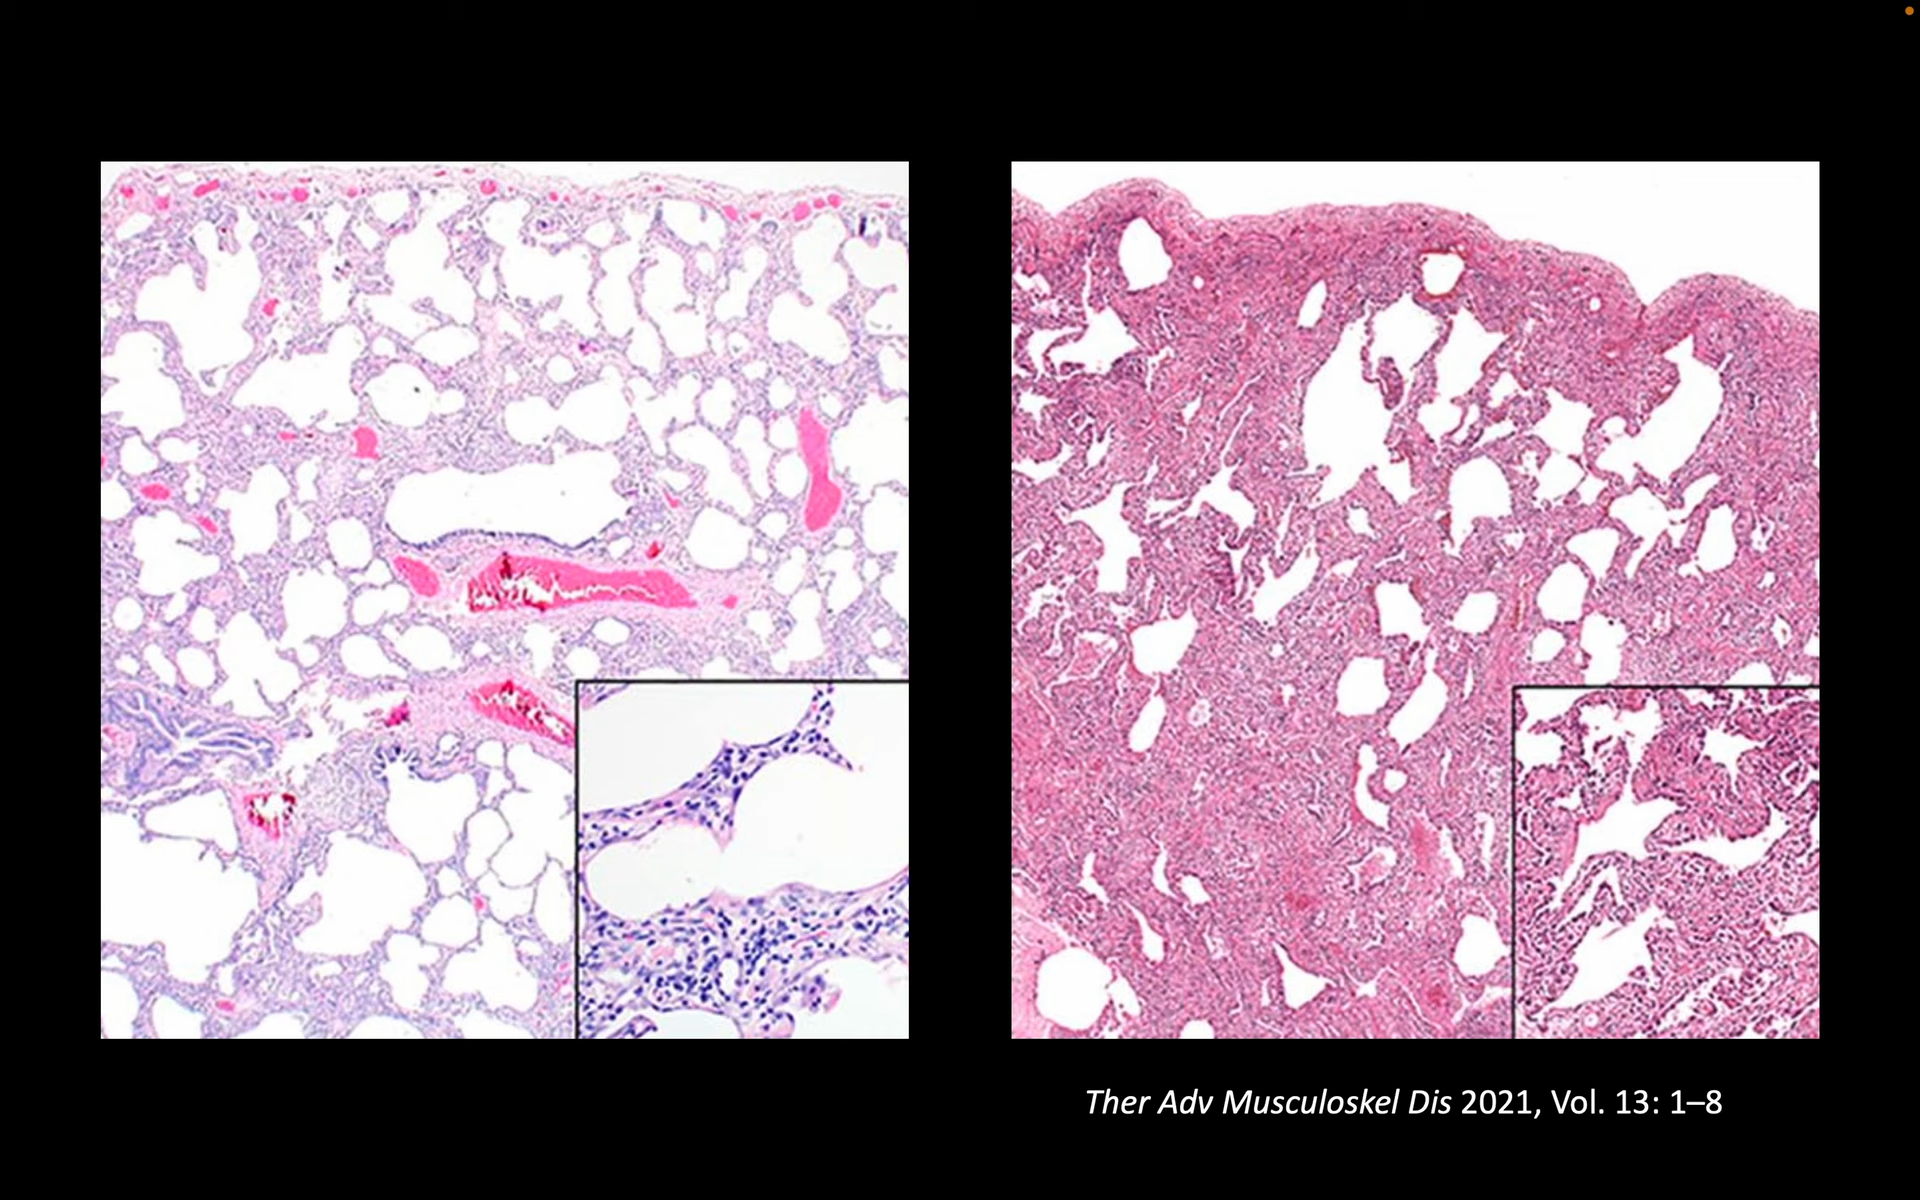 Ther Adv Musculoskel Dis 2021, Vol. 13: 1–8